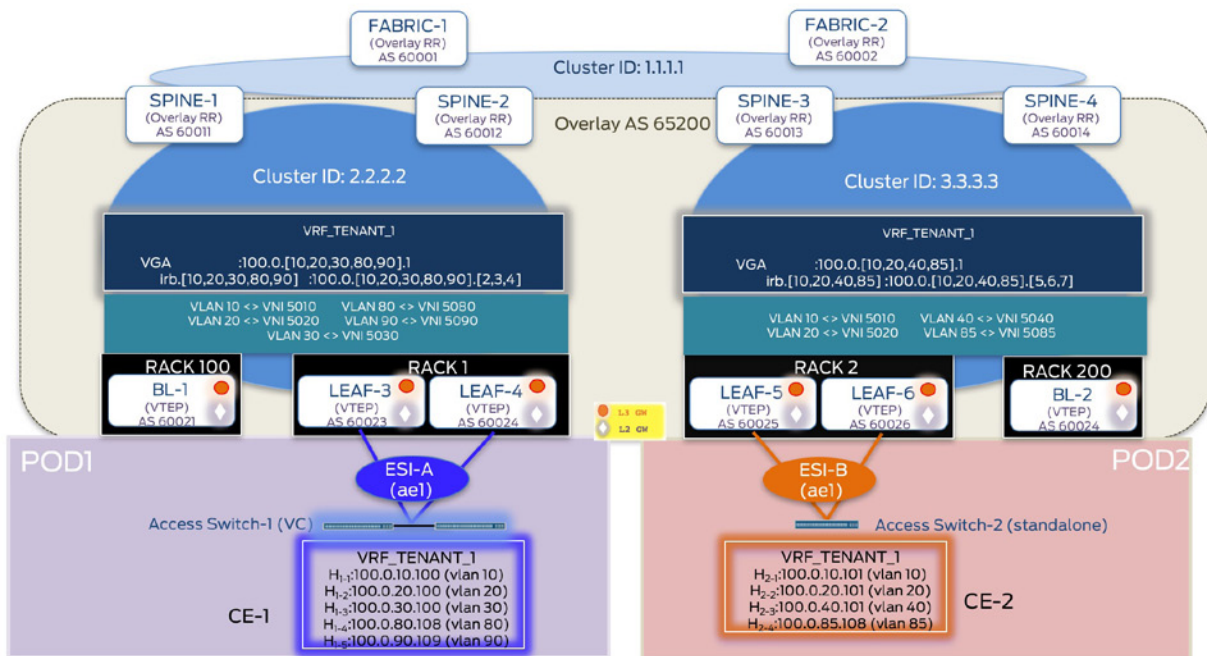 FABRIC-1
(Overlay RR)
AS 60001
FABRIC-2
(Overlay RR)
AS 60002
Cluster ID: 1.1.1.1
SPINE-1
(Overlay RR)
AS 60011
SPINE-2
(Overlay RR)
AS 60012
Overlay AS 65200
SPINE-3
(Overlay RR)
AS 60013
SPINE-4
(Overlay RR)
AS 60014
Cluster ID: 2.2.2.2
Cluster ID: 3.3.3.3
VRF_TENANT_1
VGA :100.0.[10,20,30,80,90].1
irb.[10,20,30,80,90] :100.0.[10,20,30,80,90].[2,3,4]
VRF_TENANT_1
VGA :100.0.[10,20,40,85].1
irb.[10,20,40,85] :100.0.[10,20,40,85].[5,6,7]
VLAN 10 <> VNI 5010 VLAN 80 <> VNI 5080
VLAN 20 <> VNI 5020 VLAN 90 <> VNI 5090
VLAN 30 <> VNI 5030
VLAN 10 <> VNI 5010 VLAN 40 <> VNI 5040
VLAN 20 <> VNI 5020 VLAN 85 <> VNI 5085
RACK 100
BL-1
(VTEP)
AS 60021
RACK 1
LEAF-3
(VTEP)
AS 60023
LEAF-4
(VTEP)
AS 60024
L3 GW
L2 GW
RACK 2
LEAF-5
(VTEP)
AS 60025
LEAF-6
(VTEP)
AS 60026
RACK 200
BL-2
(VTEP)
AS 60024
POD1
POD2
ESI-A
(ae1)
ESI-B
(ae1)
Access Switch-1 (VC)
Access Switch-2 (standalone)
CE-1
VRF_TENANT_1
H1-1:100.0.10.100 (vlan 10)
H1-2:100.0.20.100 (vlan 20)
H1-3:100.0.30.100 (vlan 30)
H1-4:100.0.80.108 (vlan 80)
H1-5:100.0.90.109 (vlan 90)
VRF_TENANT_1
H2-1:100.0.10.101 (vlan 10)
H2-2:100.0.20.101 (vlan 20)
H2-3:100.0.40.101 (vlan 40)
H2-4:100.0.85.108 (vlan 85)
CE-2